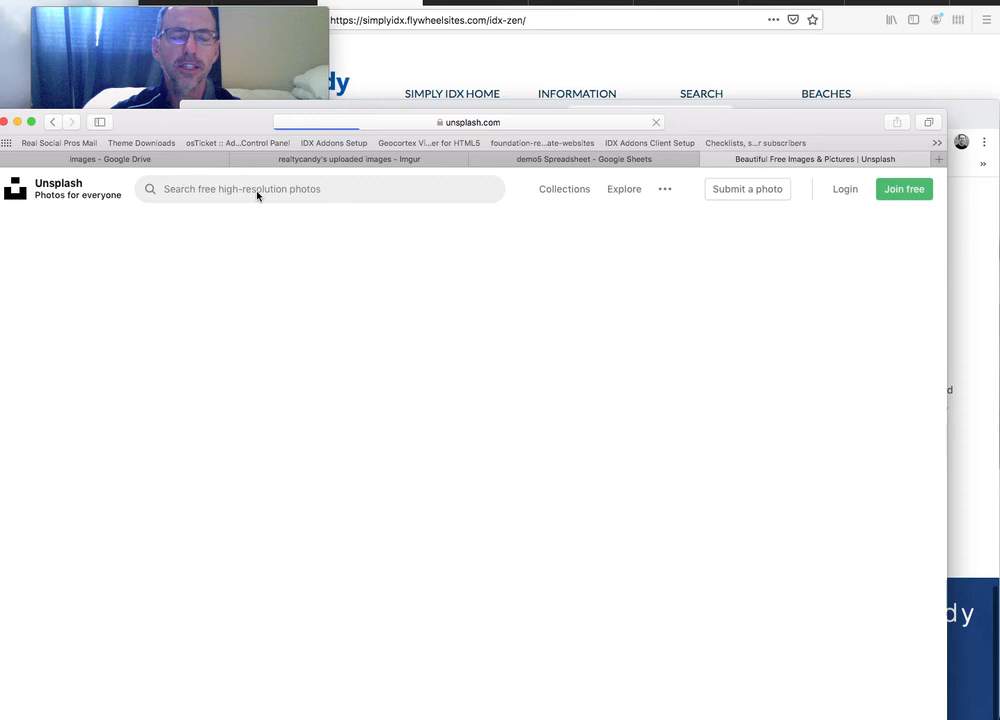 https://simplyidx.flywheelsites.com/idx-zen/
dy
SIMPLY IDX HOME INFORMATION SEARCH BEACHES
unsplash.com
Real Social Pros Mail Theme Downloads osTicket :: Ad...Control Panel IDX Addons Setup Geocortex Vi...er for HTML5 foundation-re...ate-websites IDX Addons Client Setup Checklists, s...r subscribers
images - Google Drive realtycandy's uploaded images - Imgur demo5 Spreadsheet - Google Sheets Beautiful Free Images & Pictures | Unsplash
Unsplash
Photos for everyone
Search free high-resolution photos
Collections Explore Submit a photo Login Join free
d
dy